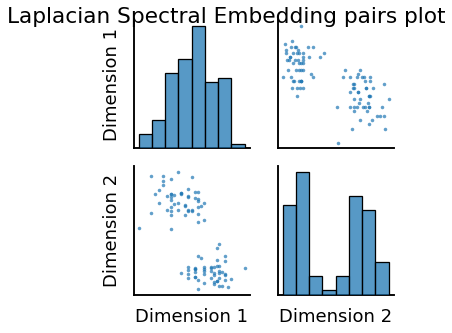 Laplacian Spectral Embedding pairs plot
Dimension 1
Dimension 2
Dimension 1
Dimension 2